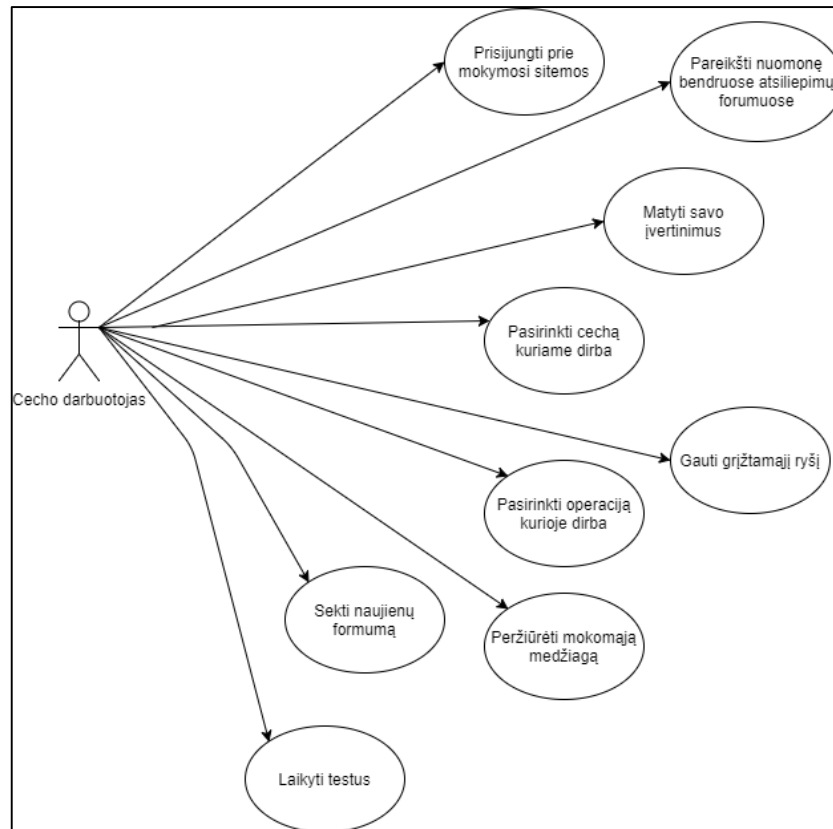 Prisijungti prie
mokymosi sitemos
Pareikšti nuomonę
bendruose atsiliepimų
forumuose
Matyti savo
įvertinimus
Pasirinkti cechą
kuriame dirba
Cecho darbuotojas
Gauti grįžtamąjį ryšį
Pasirinkti operaciją
kurioje dirba
Sekti naujienų
formumą
Peržiūrėti mokomają
medžiagą
Laikyti testus